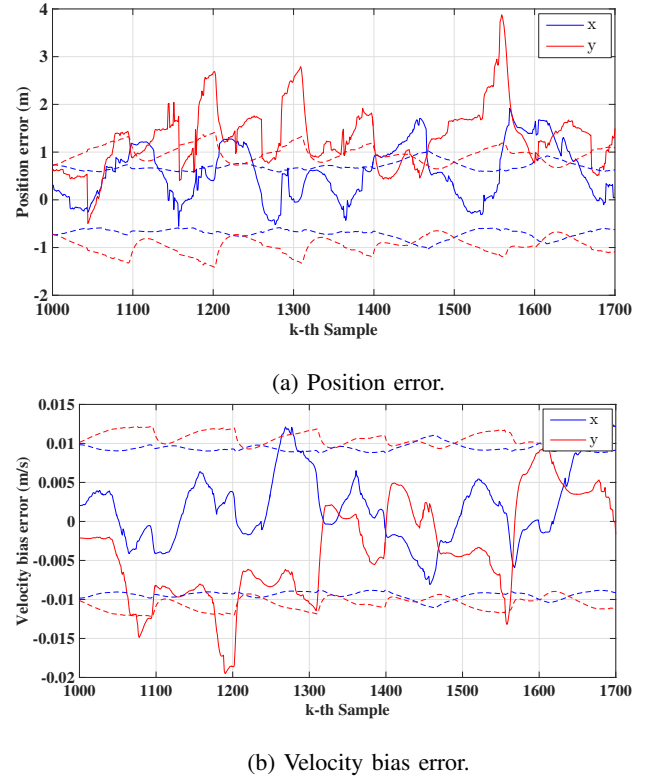 4
3
2
1
0
-1
-2
Position error (m)
x
y
1000 1100 1200 1300 1400 1500 1600 1700
k-th Sample
(a) Position error.
0.015
0.01
0.005
0
-0.005
-0.01
-0.015
-0.02
Velocity bias error (m/s)
x
y
1000 1100 1200 1300 1400 1500 1600 1700
k-th Sample
(b) Velocity bias error.